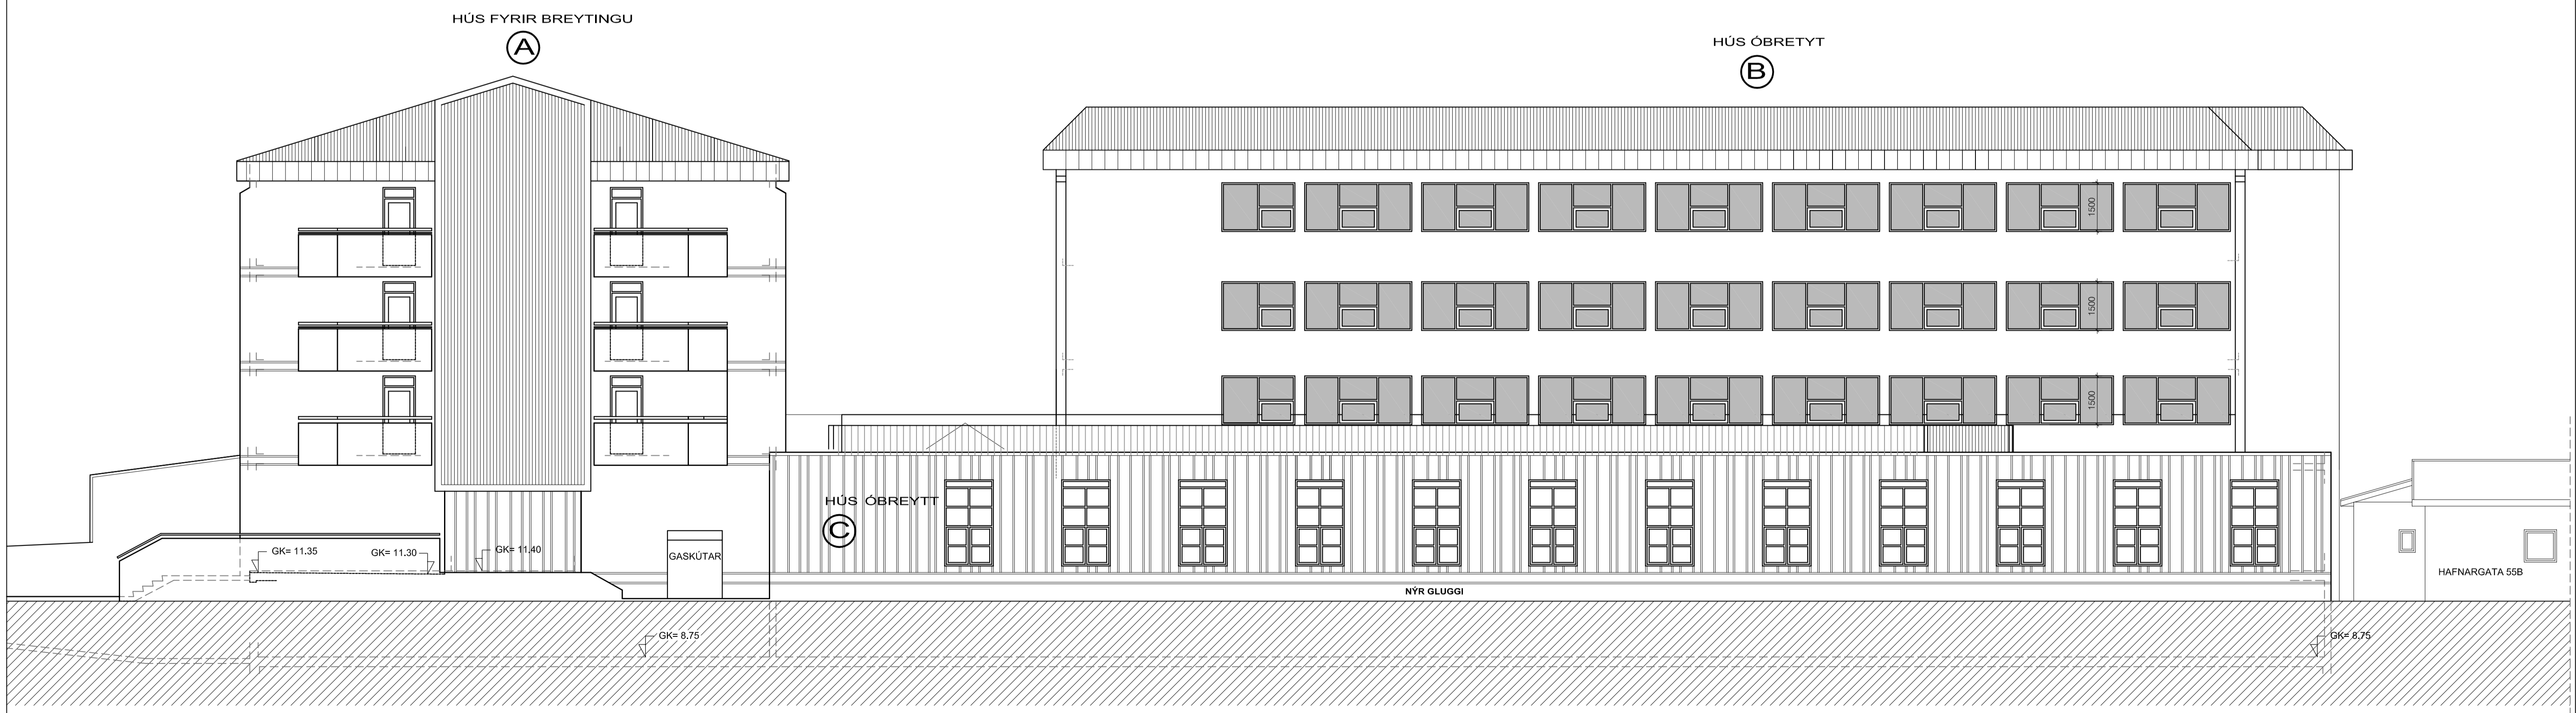 HÚS FYRIR BREYTINGU
A
HÚS ÓBRETYT
B
1500
1500
1500
HÚS ÓBREYTT
C
GK= 11.35
GK= 11.30
GK= 11.40
GASKÚTAR
HAFNARGATA 55B
NÝR GLUGGI
GK= 8.75
GK= 8.75